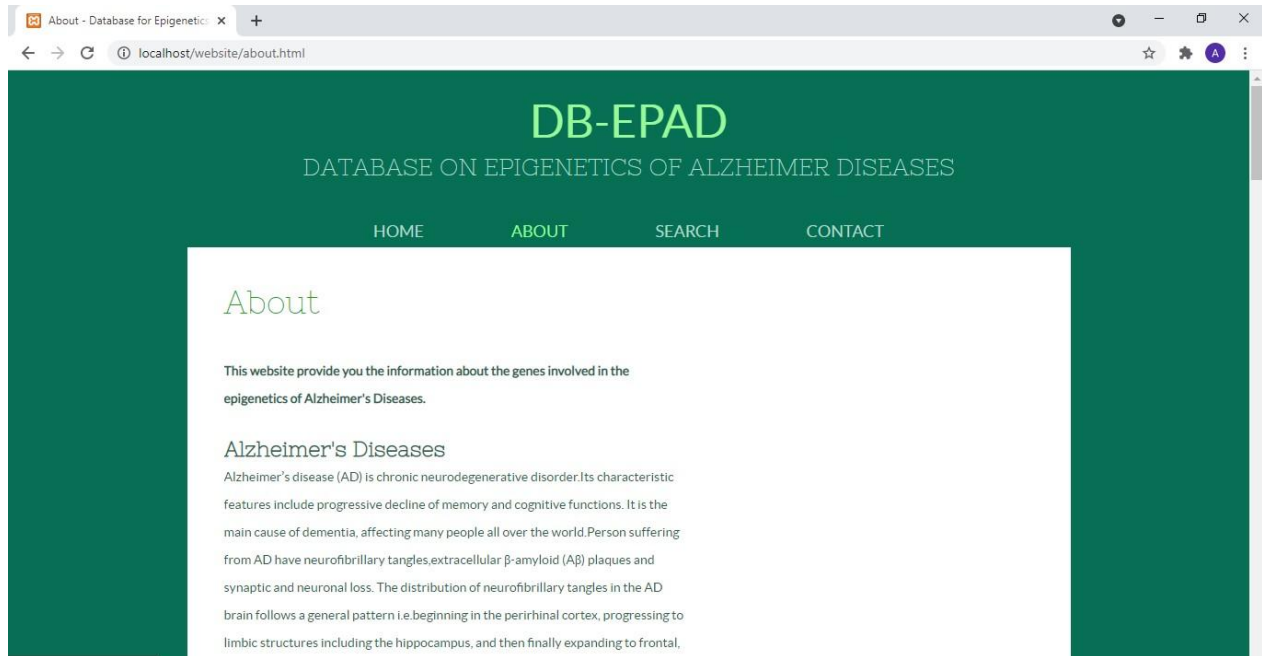 About - Database for Epigenetics
localhost/website/about.html
A
DB-EPAD
DATABASE ON EPIGENETICS OF ALZHEIMER DISEASES
HOME ABOUT SEARCH CONTACT
About
This website provide you the information about the genes involved in the
epigenetics of Alzheimer's Diseases.
Alzheimer's Diseases
Alzheimer's disease (AD) is chronic neurodegenerative disorder.Its characteristic
features include progressive decline of memory and cognitive functions. It is the
main cause of dementia, affecting many people all over the world.Person suffering
from AD have neurofibrillary tangles,extracellular β-amyloid (Aβ) plaques and
synaptic and neuronal loss. The distribution of neurofibrillary tangles in the AD
brain follows a general pattern i.e.beginning in the perirhinal cortex, progressing to
limbic structures including the hippocampus, and then finally expanding to frontal,